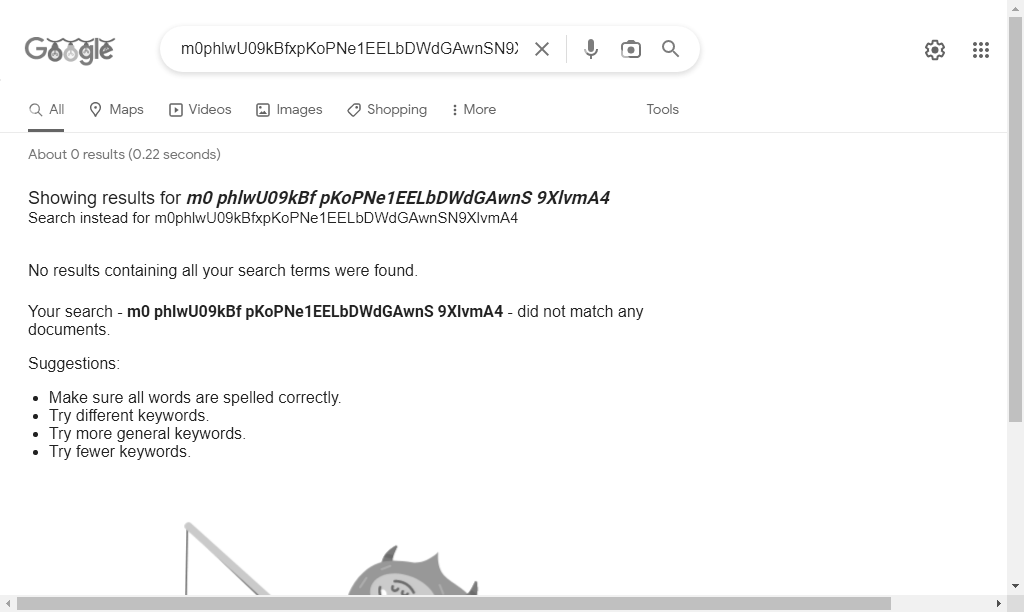 Google
m0phlwU09kBfxpKoPNe1EELbDWdGAwnSN9X
All Maps Videos Images Shopping More Tools
About 0 results (0.22 seconds)
Showing results for m0 phlwU09kBf pKoPNe1EELbDWdGAwnS 9XlvmA4
Search instead for m0phlwU09kBfxpKoPNe1EELbDWdGAwnSN9XlvmA4
No results containing all your search terms were found.
Your search - m0 phlwU09kBf pKoPNe1EELbDWdGAwnS 9XlvmA4 - did not match any
documents.
Suggestions:
Make sure all words are spelled correctly.
Try different keywords.
Try more general keywords.
Try fewer keywords.